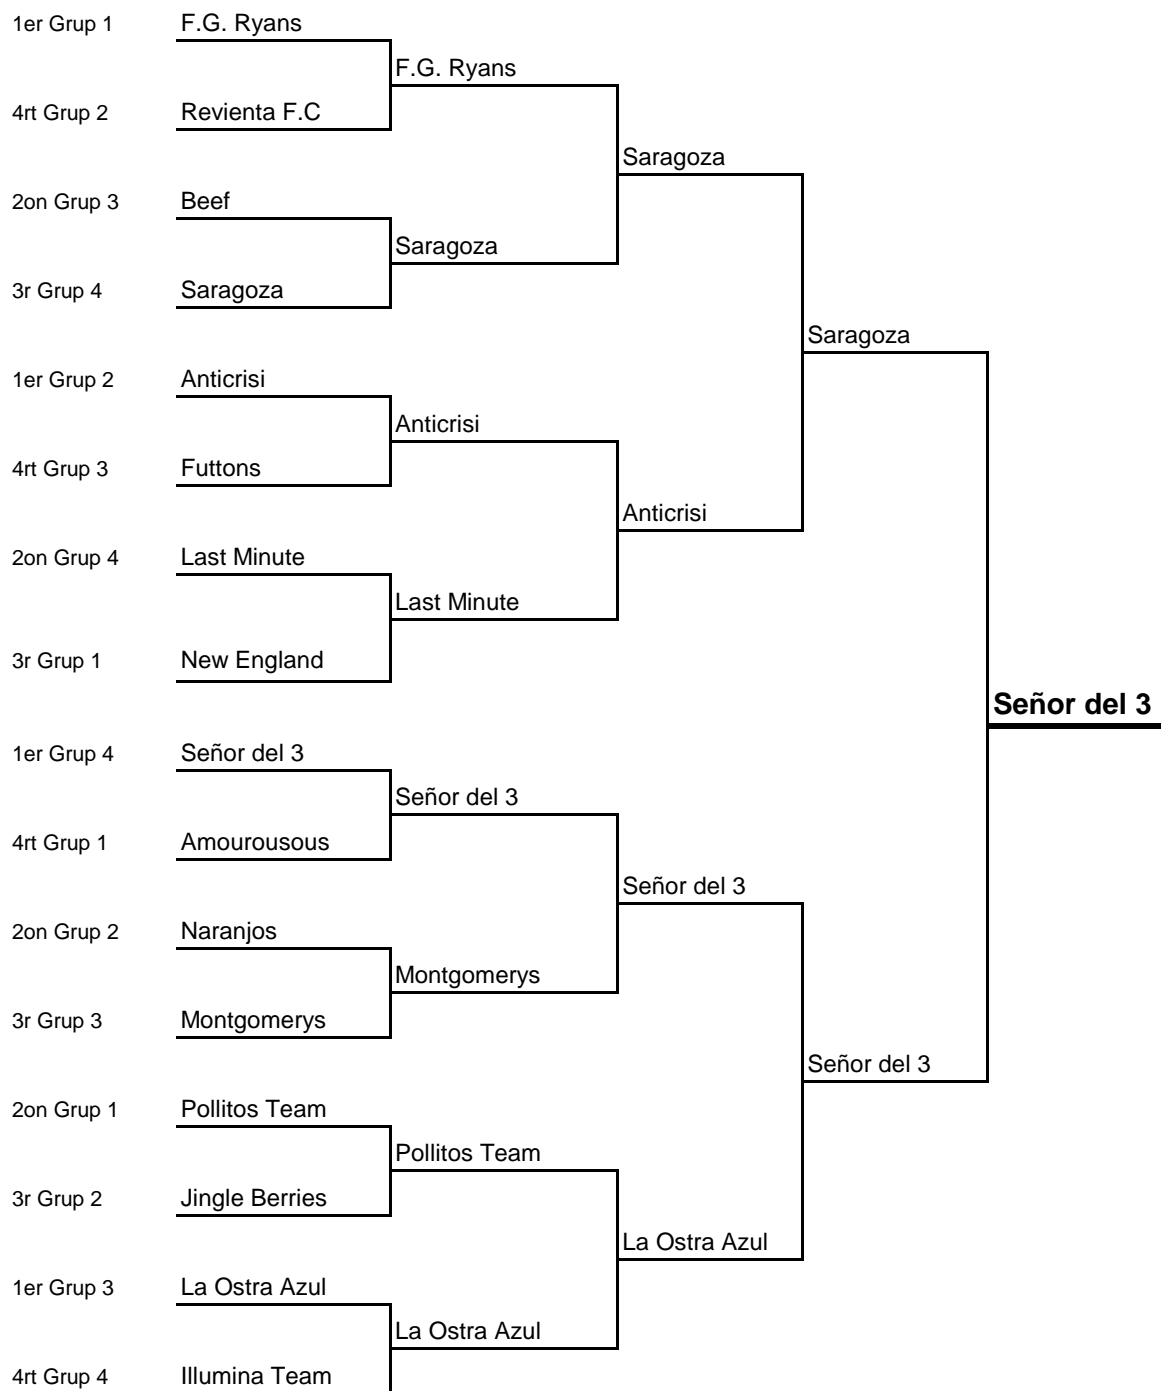 1er Grup 1 F.G. Ryans
F.G. Ryans
4rt Grup 2 Revienta F.C
Saragoza
2on Grup 3 Beef
Saragoza
3r Grup 4 Saragoza
Saragoza
1er Grup 2 Anticrisi
Anticrisi
4rt Grup 3 Futtons
Anticrisi
2on Grup 4 Last Minute
Last Minute
3r Grup 1 New England
Señor del 3
1er Grup 4 Señor del 3
Señor del 3
4rt Grup 1 Amourousous
Señor del 3
2on Grup 2 Naranjos
Montgomerys
3r Grup 3 Montgomerys
Señor del 3
2on Grup 1 Pollitos Team
Pollitos Team
3r Grup 2 Jingle Berries
La Ostra Azul
1er Grup 3 La Ostra Azul
La Ostra Azul
4rt Grup 4 Illumina Team